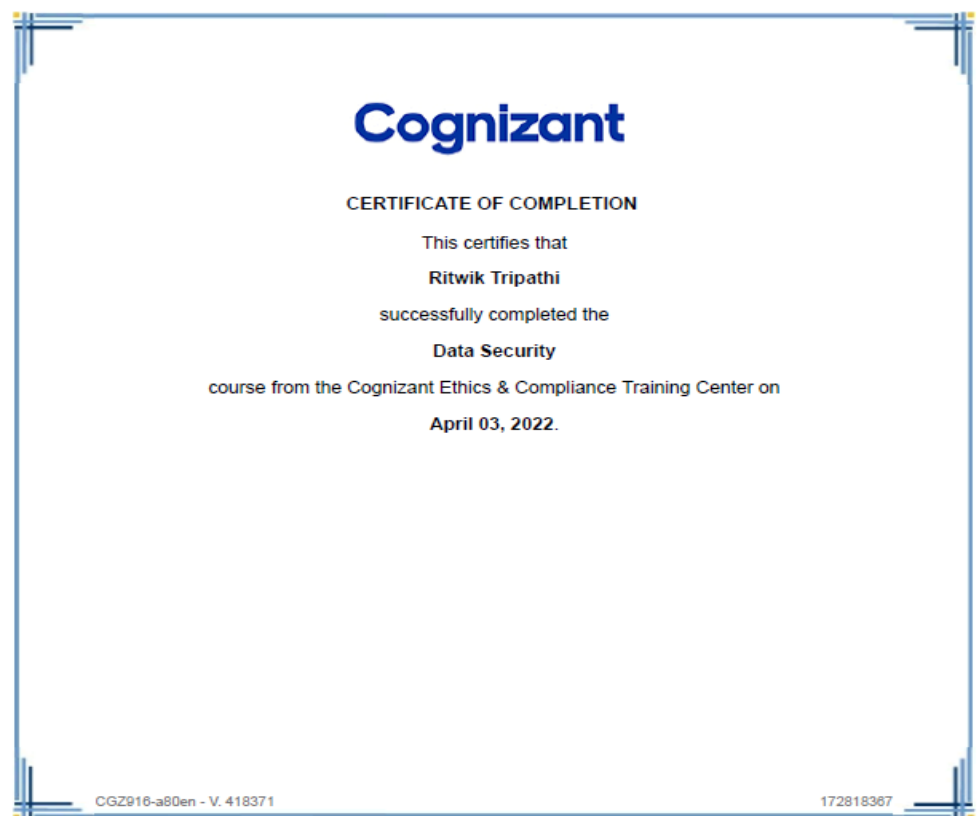 Cognizant
CERTIFICATE OF COMPLETION
This certifies that
Ritwik Tripathi
successfully completed the
Data Security
course from the Cognizant Ethics & Compliance Training Center on
April 03, 2022.
CGZ916-a80en - V. 418371
172818367